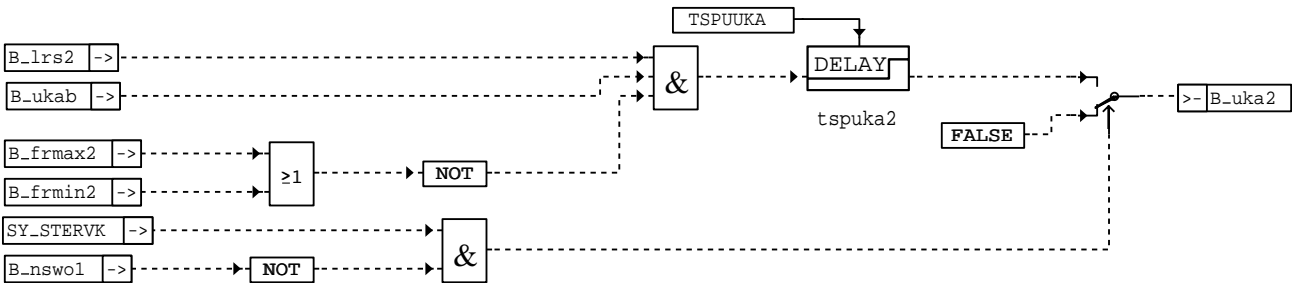 TSPUUKA
B_lrs2 ->
B_ukab ->
&
DELAY
tspuka2
>- B_uka2
FALSE
B_frmax2 ->
B_frmin2 ->
≥1
NOT
SY_STERVK ->
B_nswo1 ->
NOT
&